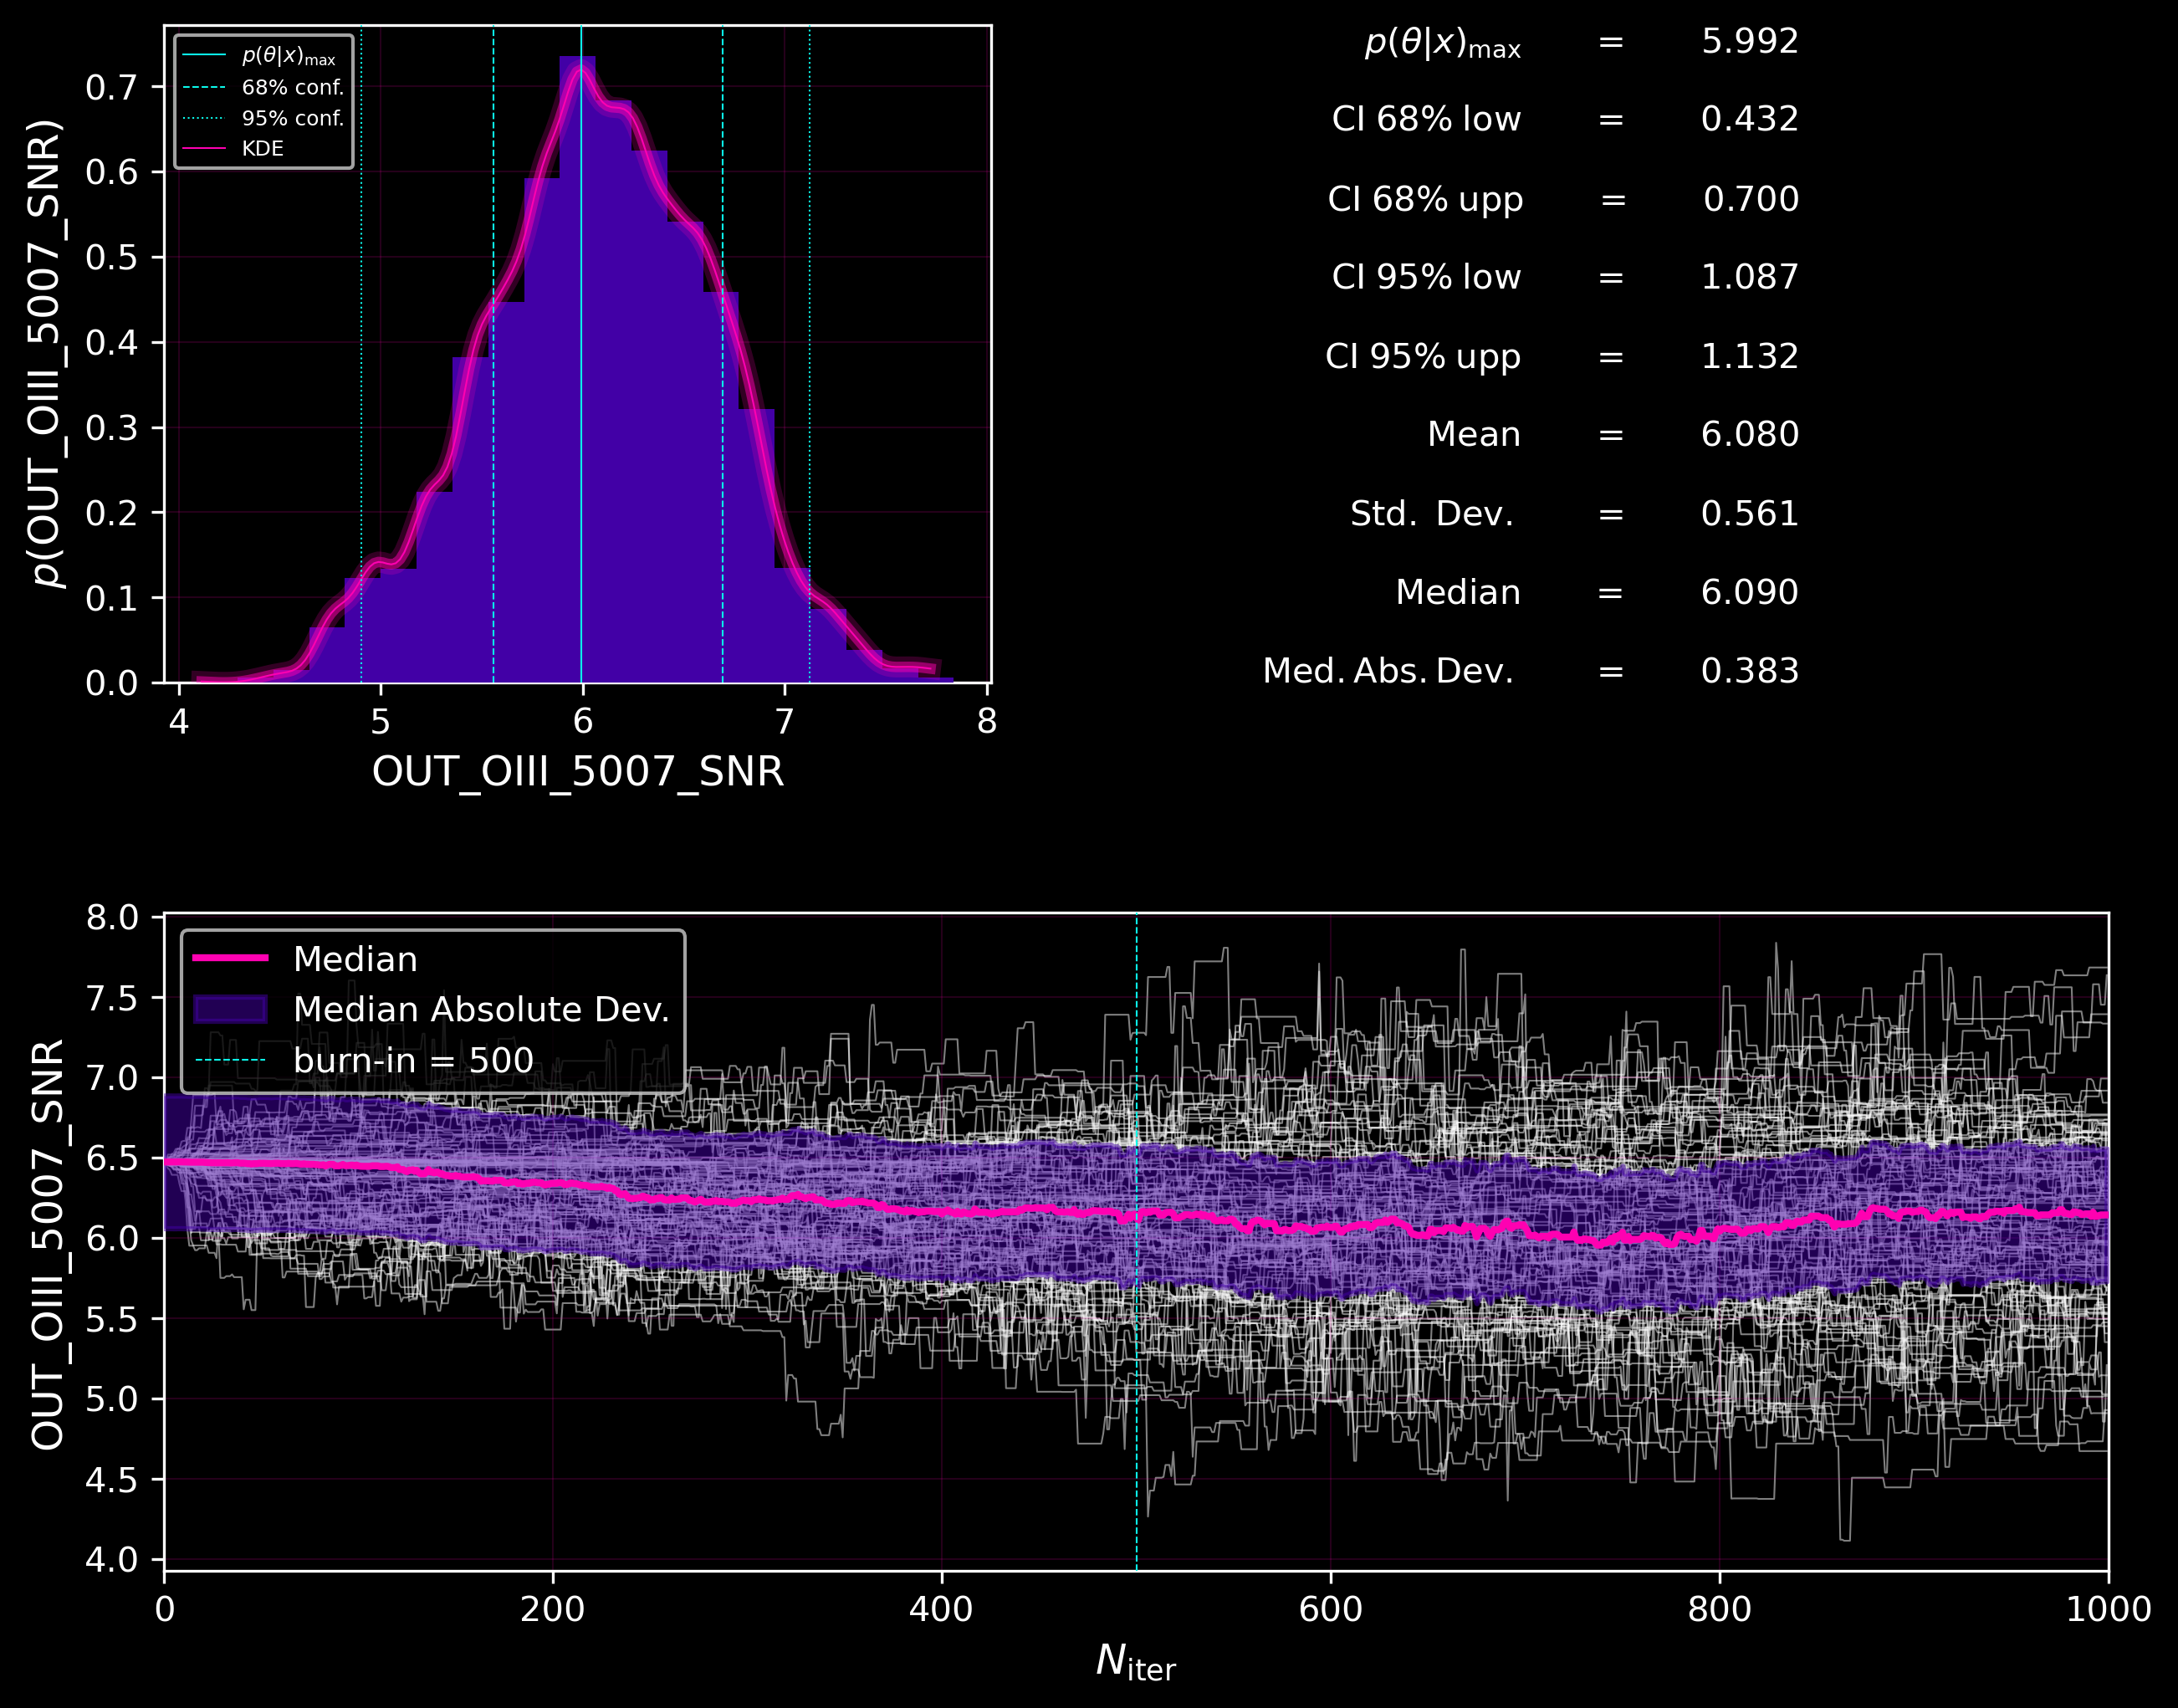 p(θ|x)max
68% conf.
95% conf.
KDE
0.7
0.6
0.5
0.4
0.3
0.2
0.1
0.0
p(OUT_OIII_5007_SNR)
4 5 6 7 8
OUT_OIII_5007_SNR
p(θ|x)max = 5.992
CI 68% low = 0.432
CI 68% upp = 0.700
CI 95% low = 1.087
CI 95% upp = 1.132
Mean = 6.080
Std. Dev. = 0.561
Median = 6.090
Med. Abs. Dev. = 0.383
Median
Median Absolute Dev.
burn-in = 500
8.0
7.5
7.0
6.5
6.0
5.5
5.0
4.5
4.0
OUT_OIII_5007_SNR
0 200 400 600 800 1000
Niter